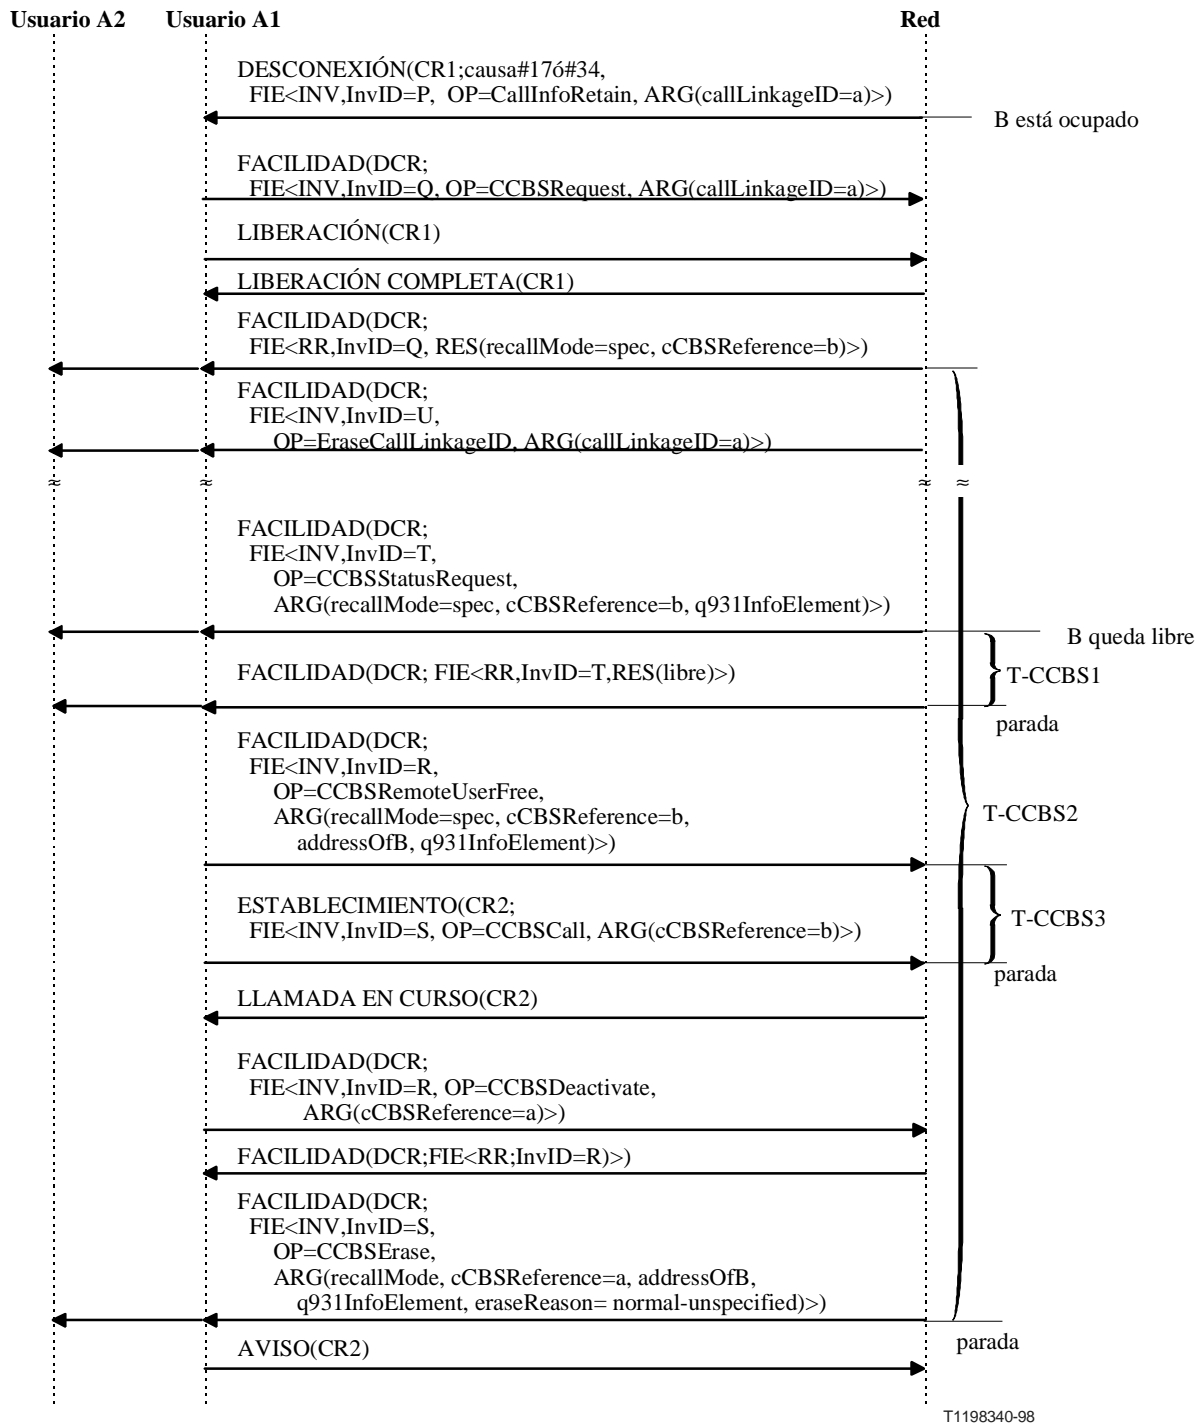 Usuario A2 Usuario A1 Red
DESCONEXIÓN(CR1;causa#17ó#34,
FIE<INV,InvID=P, OP=CallInfoRetain, ARG(callLinkageID=a)>)
B está ocupado
FACILIDAD(DCR;
FIE<INV,InvID=Q, OP=CCBSRequest, ARG(callLinkageID=a)>)
LIBERACIÓN(CR1)
LIBERACIÓN COMPLETA(CR1)
FACILIDAD(DCR;
FIE<RR,InvID=Q, RES(recallMode=spec, cCBSReference=b)>)
FACILIDAD(DCR;
FIE<INV,InvID=U,
OP=EraseCallLinkageID, ARG(callLinkageID=a)>)
≈ ≈ ≈ ≈
FACILIDAD(DCR;
FIE<INV,InvID=T,
OP=CCBSStatusRequest,
ARG(recallMode=spec, cCBSReference=b, q931InfoElement)>)
B queda libre
FACILIDAD(DCR; FIE<RR,InvID=T,RES(libre)>)
T-CCBS1
parada
FACILIDAD(DCR;
FIE<INV,InvID=R,
OP=CCBSRemoteUserFree,
ARG(recallMode=spec, cCBSReference=b,
addressOfB, q931InfoElement)>)
T-CCBS2
ESTABLECIMIENTO(CR2;
FIE<INV,InvID=S, OP=CCBSCall, ARG(cCBSReference=b)>)
T-CCBS3
parada
LLAMADA EN CURSO(CR2)
FACILIDAD(DCR;
FIE<INV,InvID=R, OP=CCBSDeactivate,
ARG(cCBSReference=a)>)
FACILIDAD(DCR;FIE<RR;InvID=R)>)
FACILIDAD(DCR;
FIE<INV,InvID=S,
OP=CCBSErase,
ARG(recallMode, cCBSReference=a, addressOfB,
q931InfoElement, eraseReason= normal-unspecified)>)
parada
AVISO(CR2)
T1198340-98